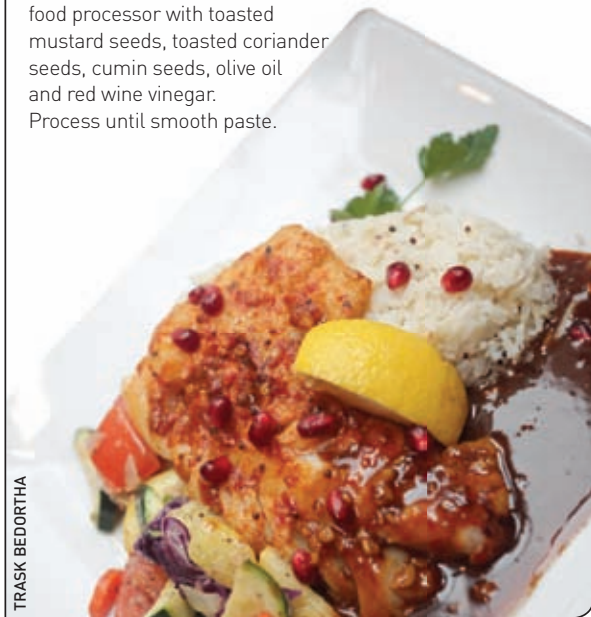 food processor with toasted
mustard seeds, toasted coriander
seeds, cumin seeds, olive oil
and red wine vinegar.
Process until smooth paste.
TRASK BEDORTHA